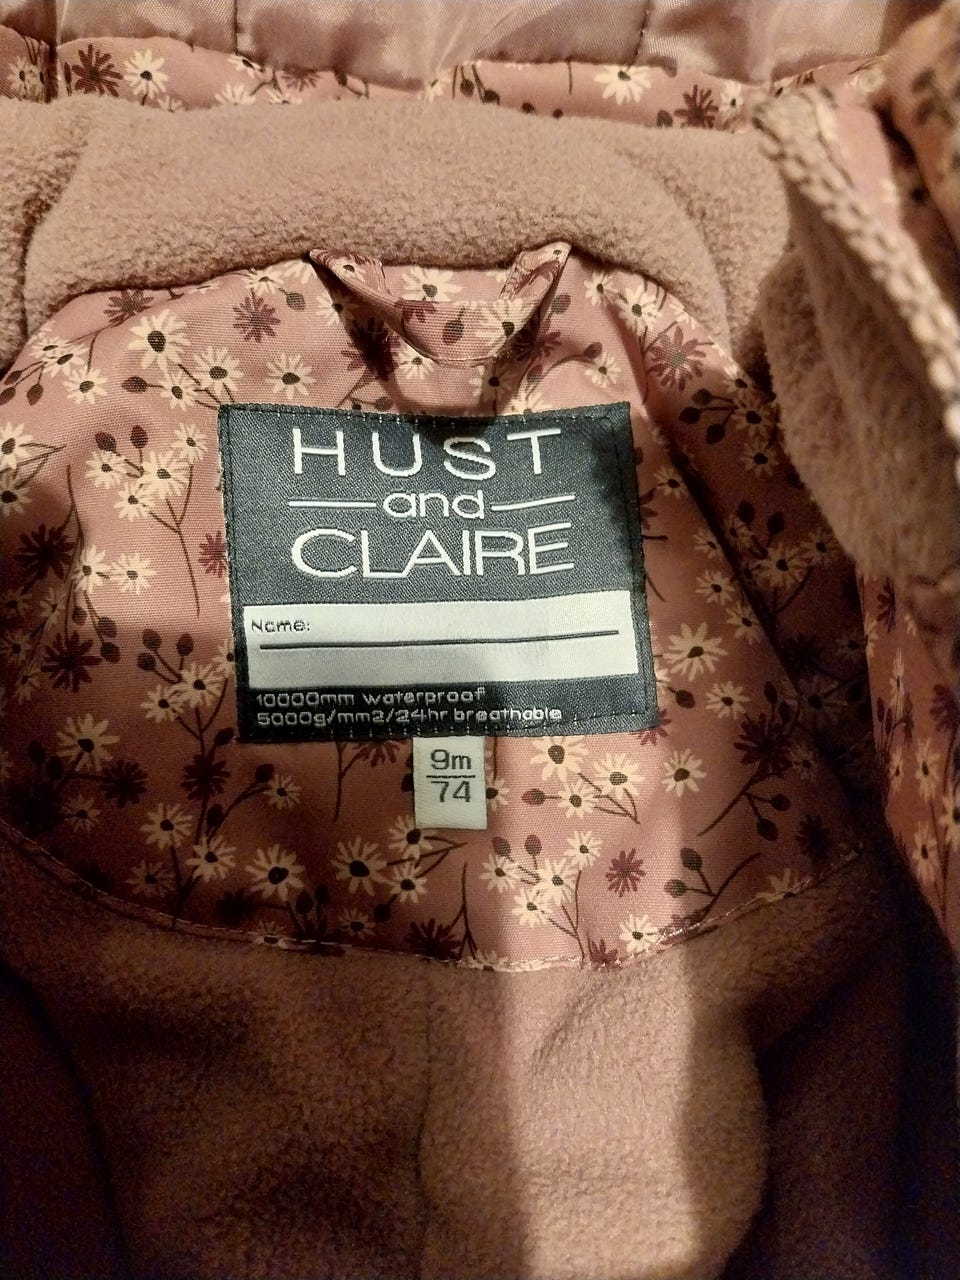 HUST
and
CLAIRE
Name:
10000mm waterproof
5000g/mm2/24hr breathable
9m
74